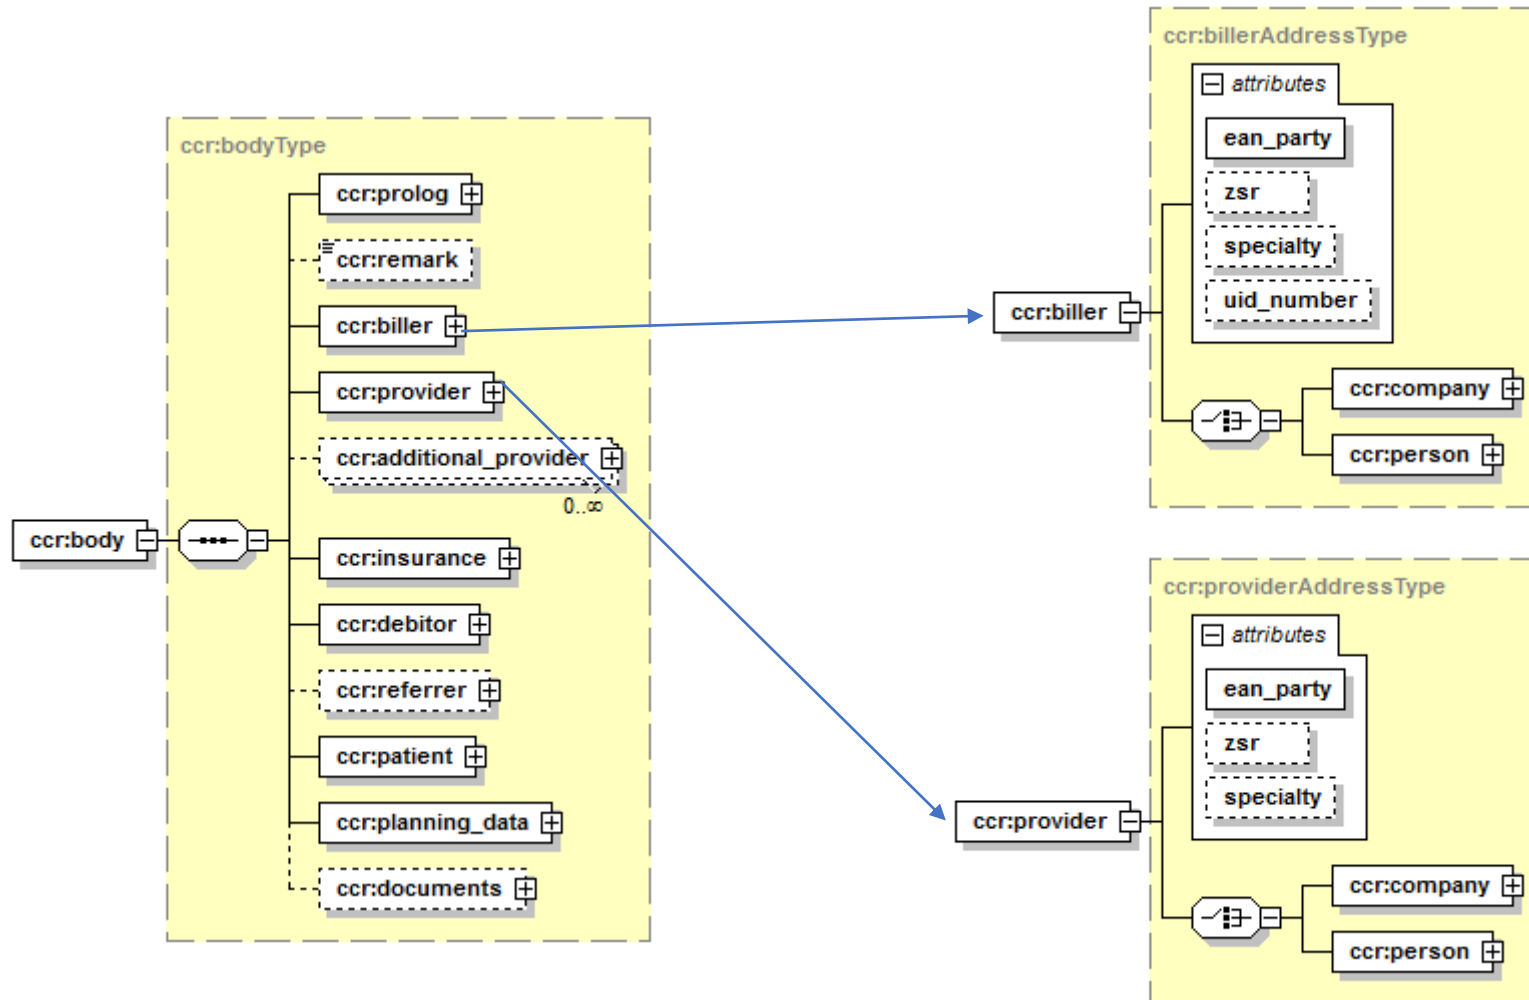 ccr:bodyType
ccr:body
ccr:prolog
ccr:remark
ccr:biller
ccr:provider
ccr:additional_provider
0..∞
ccr:insurance
ccr:debitor
ccr:referrer
ccr:patient
ccr:planning_data
ccr:documents
ccr:billerAddressType
ccr:biller
attributes
ean_party
zsr
specialty
uid_number
ccr:company
ccr:person
ccr:providerAddressType
ccr:provider
attributes
ean_party
zsr
specialty
ccr:company
ccr:person